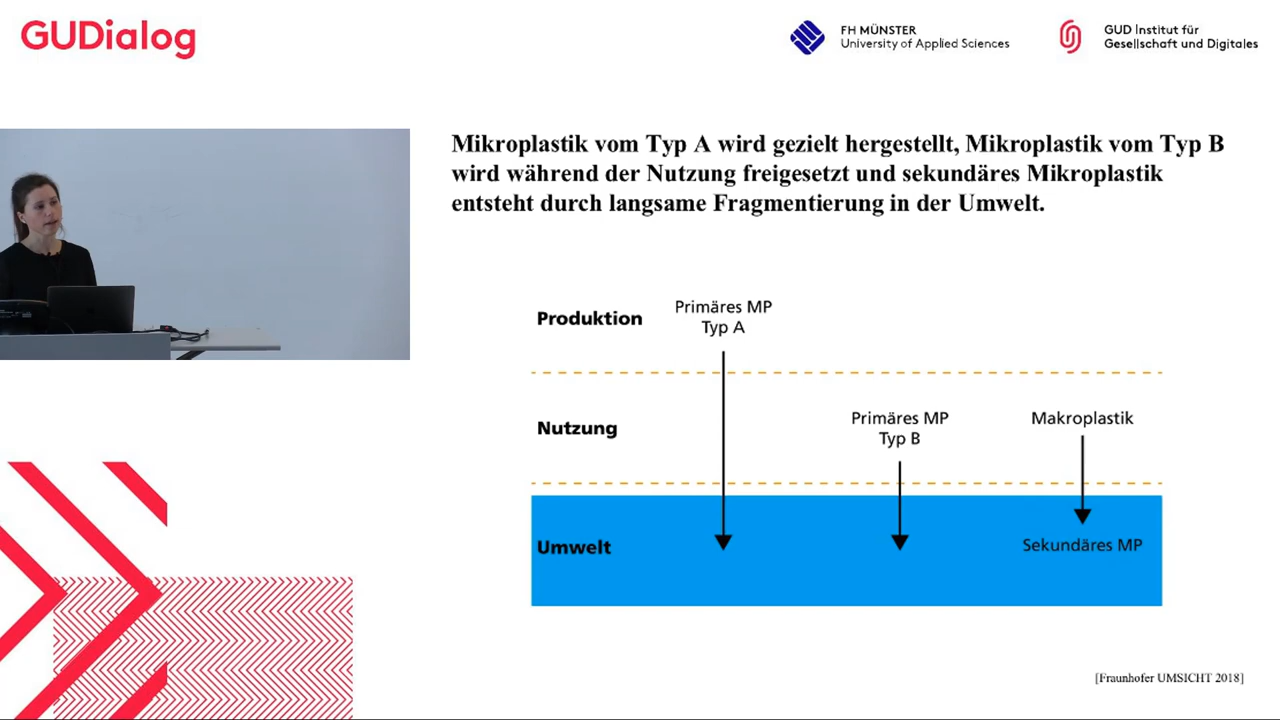 GUDialog
FH MÜNSTER
University of Applied Sciences
GUD Institut für
Gesellschaft und Digitales
Mikroplastik vom Typ A wird gezielt hergestellt, Mikroplastik vom Typ B
wird während der Nutzung freigesetzt und sekundäres Mikroplastik
entsteht durch langsame Fragmentierung in der Umwelt.
Produktion
Primäres MP
Typ A
Nutzung
Primäres MP
Typ B
Makroplastik
Umwelt
Sekundäres MP
[Fraunhofer UMSICHT 2018]